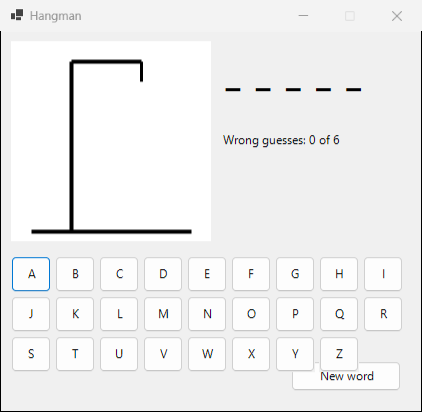 Hangman
_ _ _ _ _
Wrong guesses: 0 of 6
A B C D E F G H I
J K L M N O P Q R
S T U V W X Y Z
New word